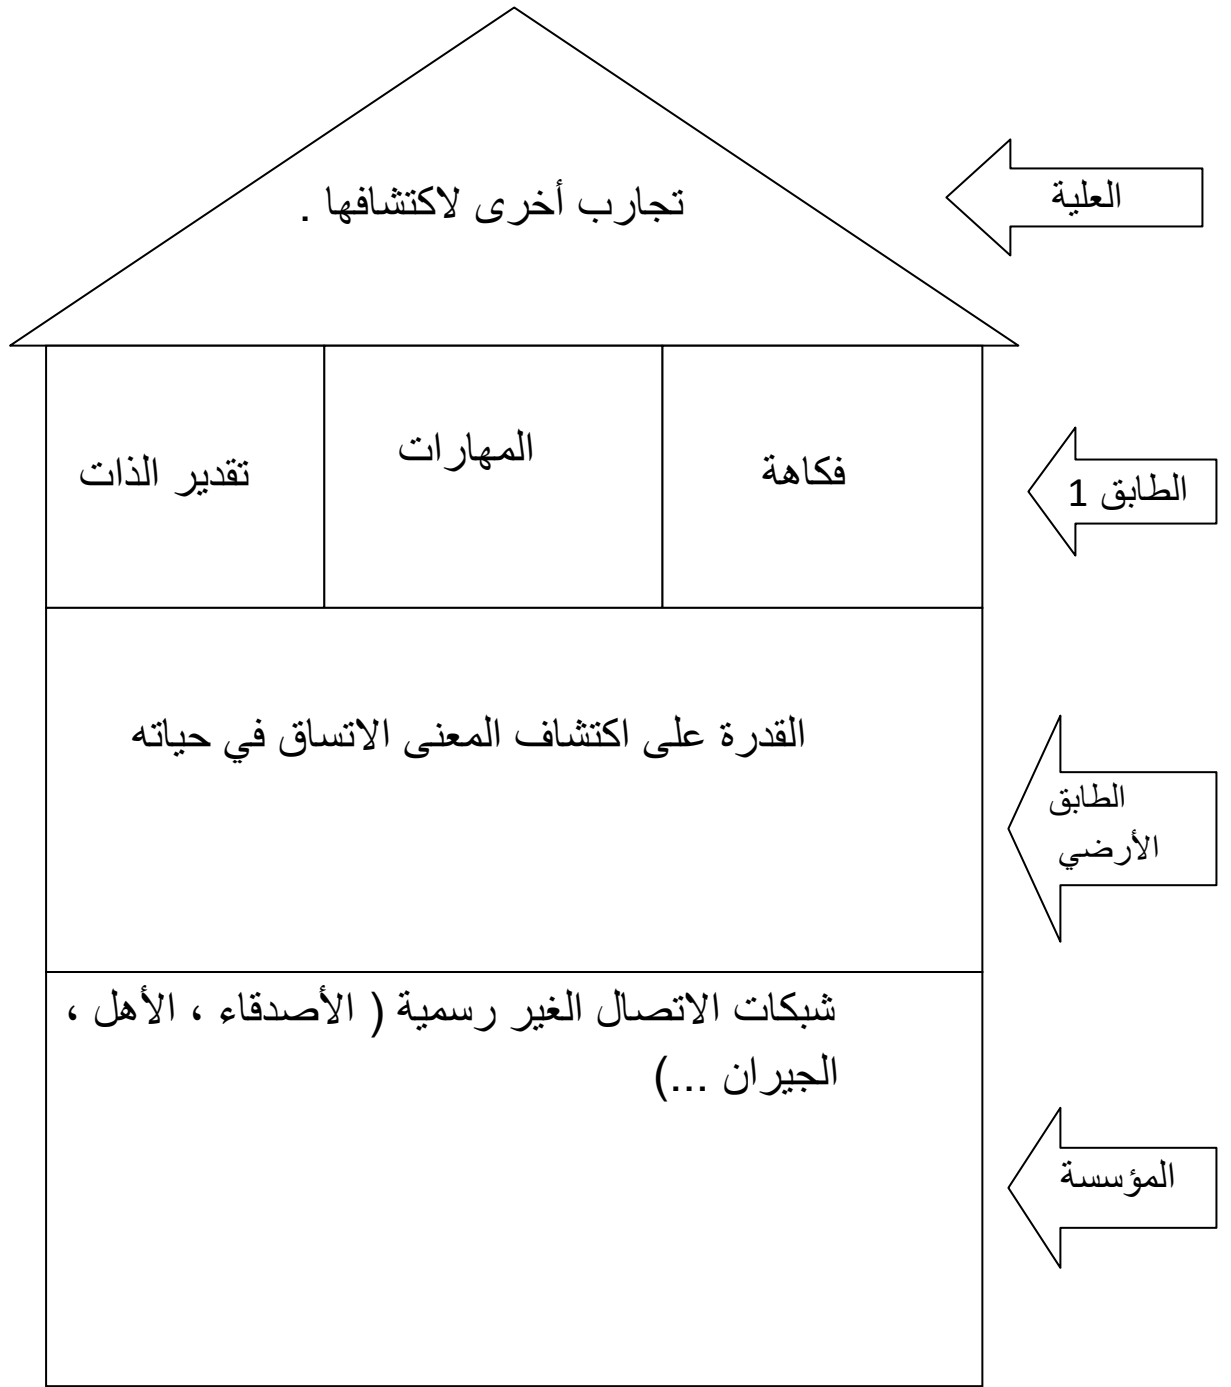 تجارب أخرى لاكتشافها .
العلية
فكاهة
المهارات
تقدير الذات
الطابق 1
القدرة على اكتشاف المعنى الاتساق في حياته
الطابق
الأرضي
شبكات الاتصال الغير رسمية ( الأصدقاء ، الأهل ،
الجيران ...)
المؤسسة